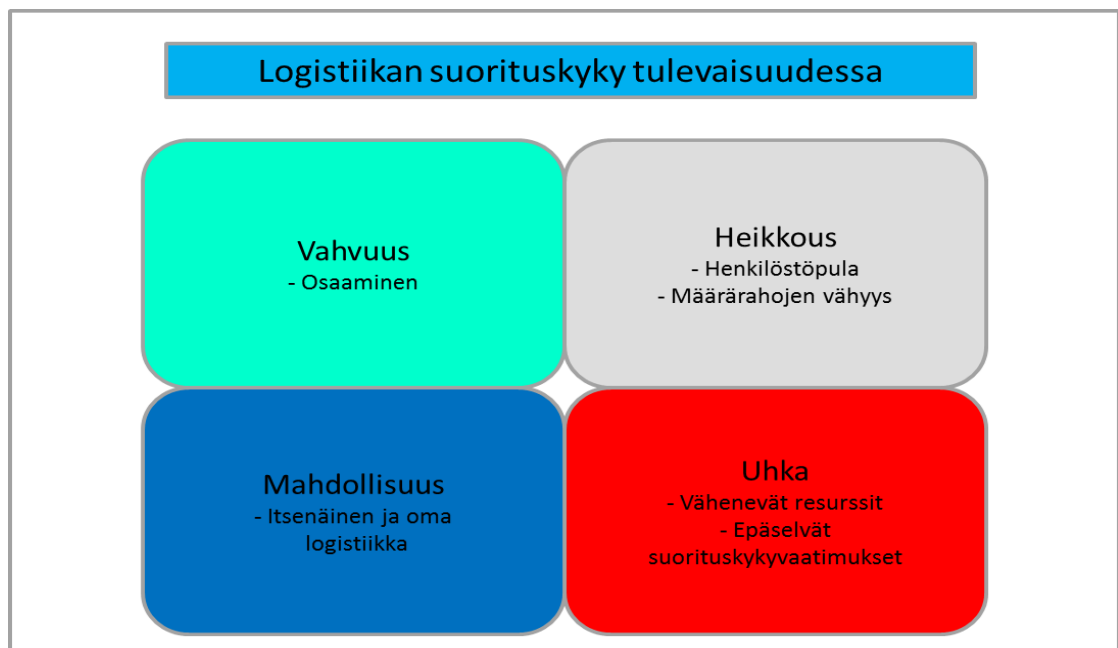 Logistiikan suorituskyky tulevaisuudessa
Vahvuus
- Osaaminen
Heikkous
- Henkilöstöpula
- Määrärahojen vähyys
Mahdollisuus
- Itsenäinen ja oma
logistiikka
Uhka
- Vähenevät resurssit
- Epäselvät
suorituskykyvaatimukset